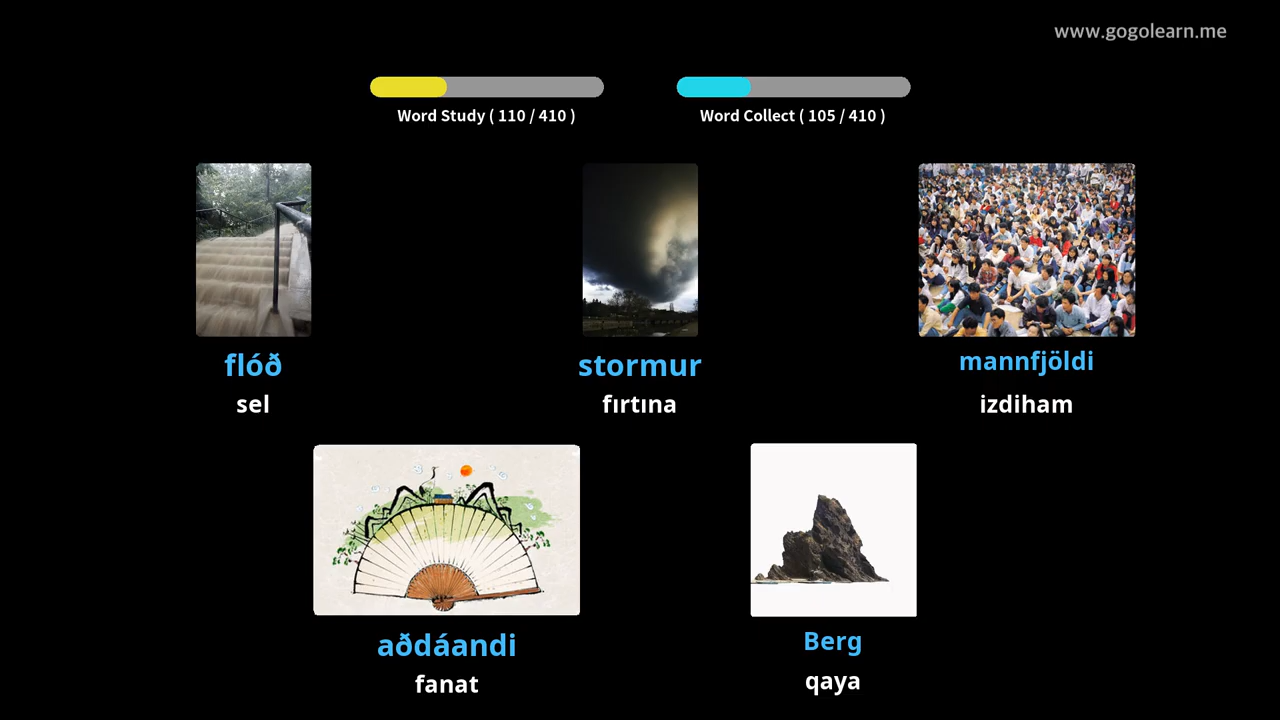 www.gogolearn.me
Word Study ( 110 / 410 )
Word Collect ( 105 / 410 )
flóð
sel
stormur
fırtına
mannfjöldi
izdiham
aðdáandi
fanat
Berg
qaya